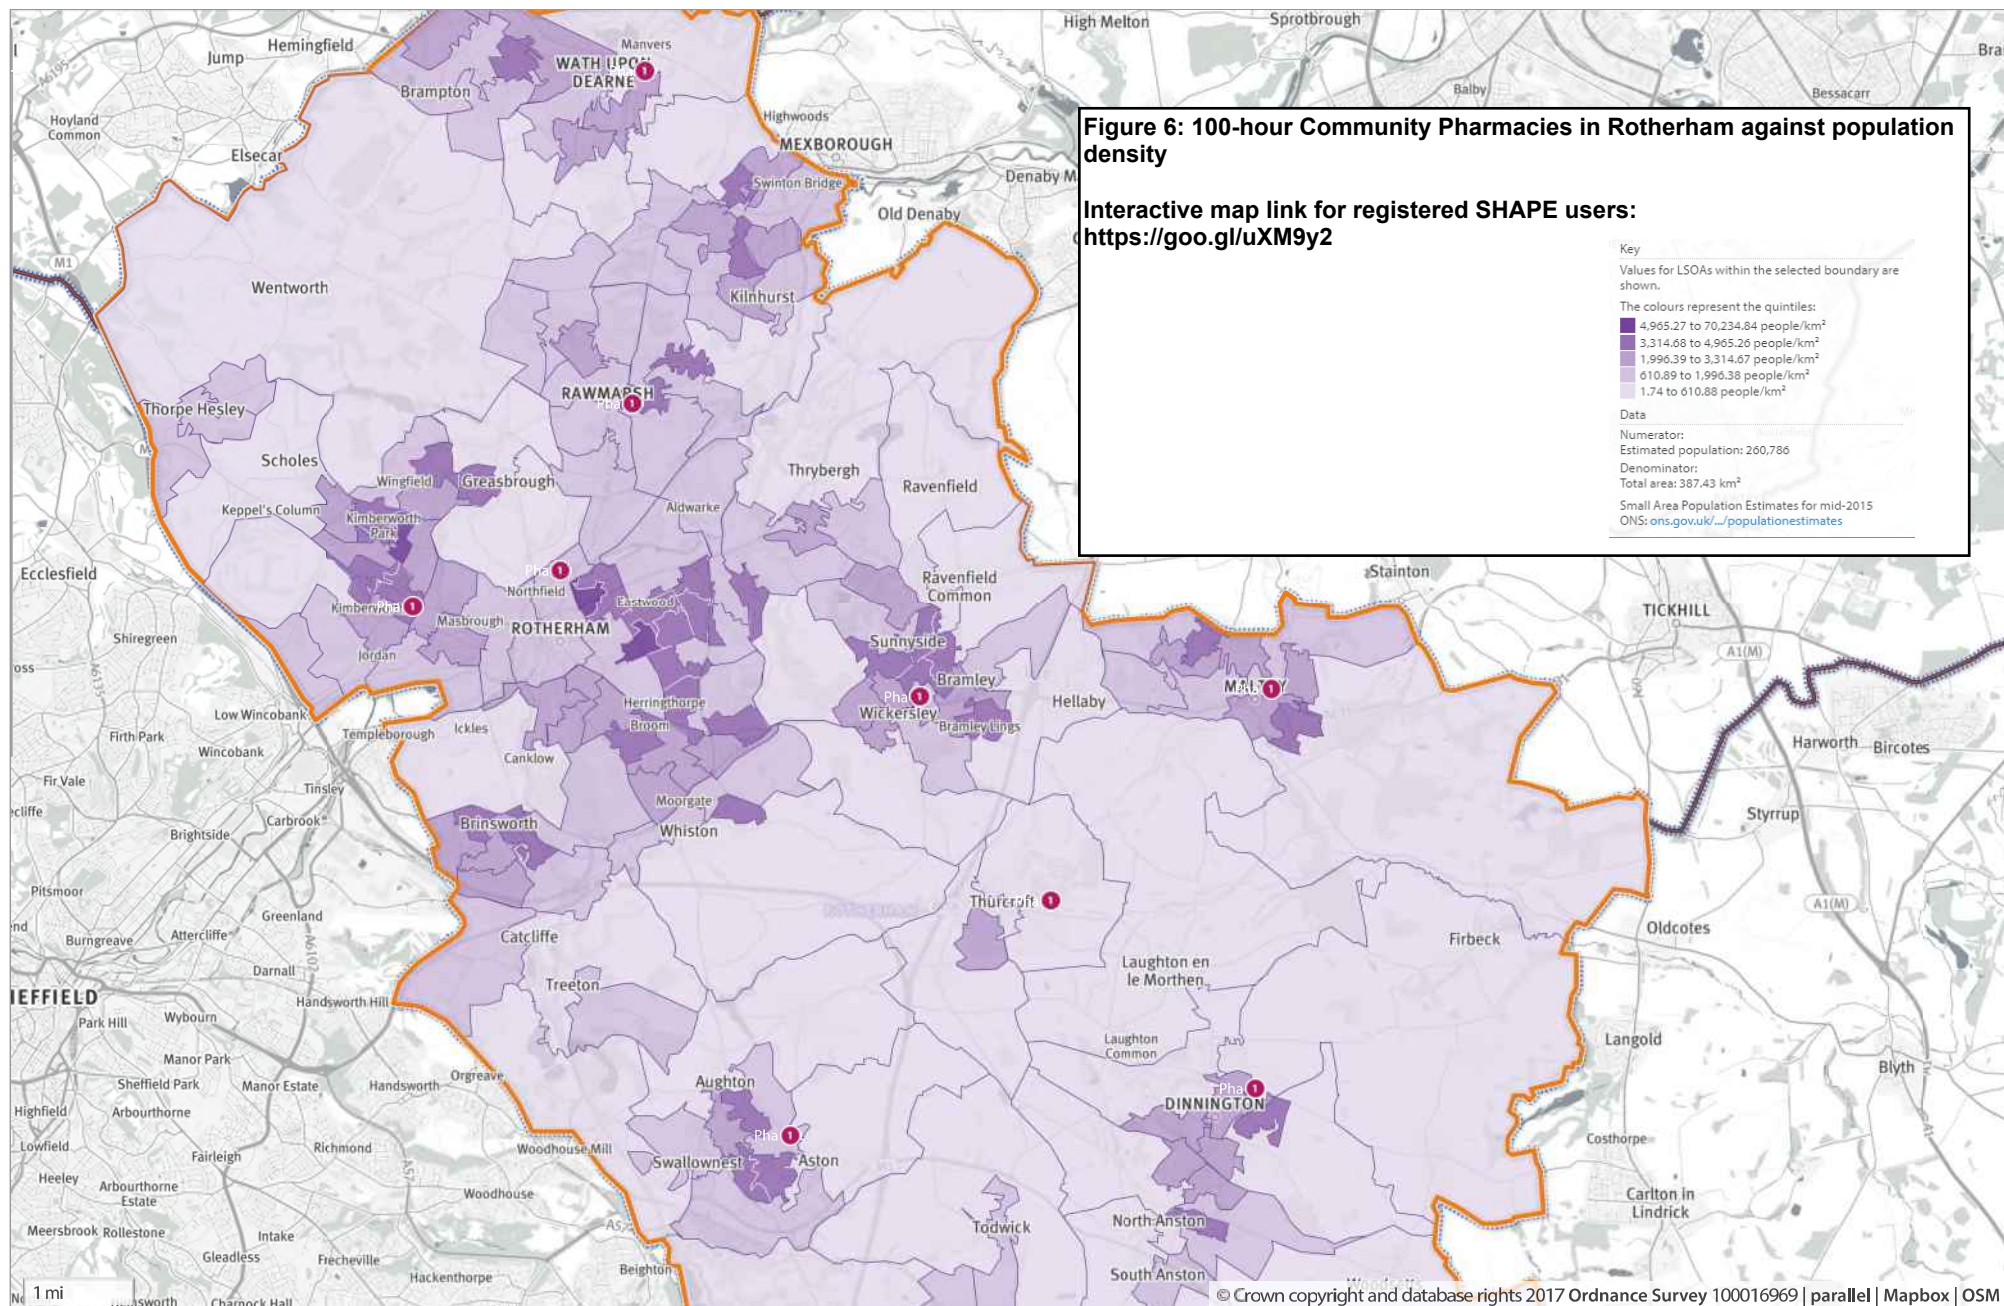 High Melton
Sprotbrough
Hemingfield
Jump
Manvers
WATH UPON
DEARNE
Brampton
Balby
Bessacarr
A6195
Hoyland
Common
Highwoods
MEXBOROUGH
Elsecar
Swinton Bridge
Old Denaby
Figure 6: 100-hour Community Pharmacies in Rotherham against population
density
Interactive map link for registered SHAPE users:
https://goo.gl/uXM9y2
Key
Values for LSOAs within the selected boundary are
shown.
The colours represent the quintiles:
4,965.27 to 70,234.84 people/km²
3,314.68 to 4,965.26 people/km²
1,996.39 to 3,314.67 people/km²
610.89 to 1,996.38 people/km²
1.74 to 610.88 people/km²
Data
Numerator:
Estimated population: 260,786
Denominator:
Total area: 387.43 km²
Small Area Population Estimates for mid-2015
ONS: ons.gov.uk/.../populationestimates
M1
Wentworth
Kilnhurst
RAWMARSH
Thorpe Hesley
Scholes
Wingfield
Greasbrough
Thrybergh
Ravenfield
Keppel's Column
Kimberworth
Park
Aldwarke
Ecclesfield
Northfield
Eastwood
Ravenfield
Common
Stainton
TICKHILL
Masbrough
ROTHERHAM
Shiregreen
Jordan
Sunnyside
A1(M)
A6135
Bramley
MALTBY
Herringthorpe
Wickersley
Hellaby
Low Wincobank
Templeborough
Ickles
Broom
Bramley Lings
Firth Park
Wincobank
Canklow
Harworth
Bircotes
Fir Vale
Tinsley
Moorgate
Carbrook
Brinsworth
Whiston
Brightside
Styrrup
Pitsmoor
Thurcroft
A1(M)
Greenland
Attercliffe
Burngreave
Catcliffe
Firbeck
Oldcotes
Darnall
Laughton en
le Morthen
Treeton
Handsworth Hill
Park Hill
Wybourn
Laughton
Common
Langold
Manor Park
Orgreave
Blyth
Sheffield Park
Manor Estate
Handsworth
Aughton
Highfield
Arbourthorne
DINNINGTON
Lowfield
Richmond
Woodhouse Mill
Costhorpe
Fairleigh
Swallownest
Aston
Heeley
Arbourthorne
Estate
A57
Woodhouse
Carlton in
Lindrick
Meersbrook
Rollestone
Intake
Todwick
North Anston
Gleadless
Frecheville
Hackenthorpe
Beighton
South Anston
1 mi
Charnock Hall
© Crown copyright and database rights 2017 Ordnance Survey 100016969 | parallel | Mapbox | OSM